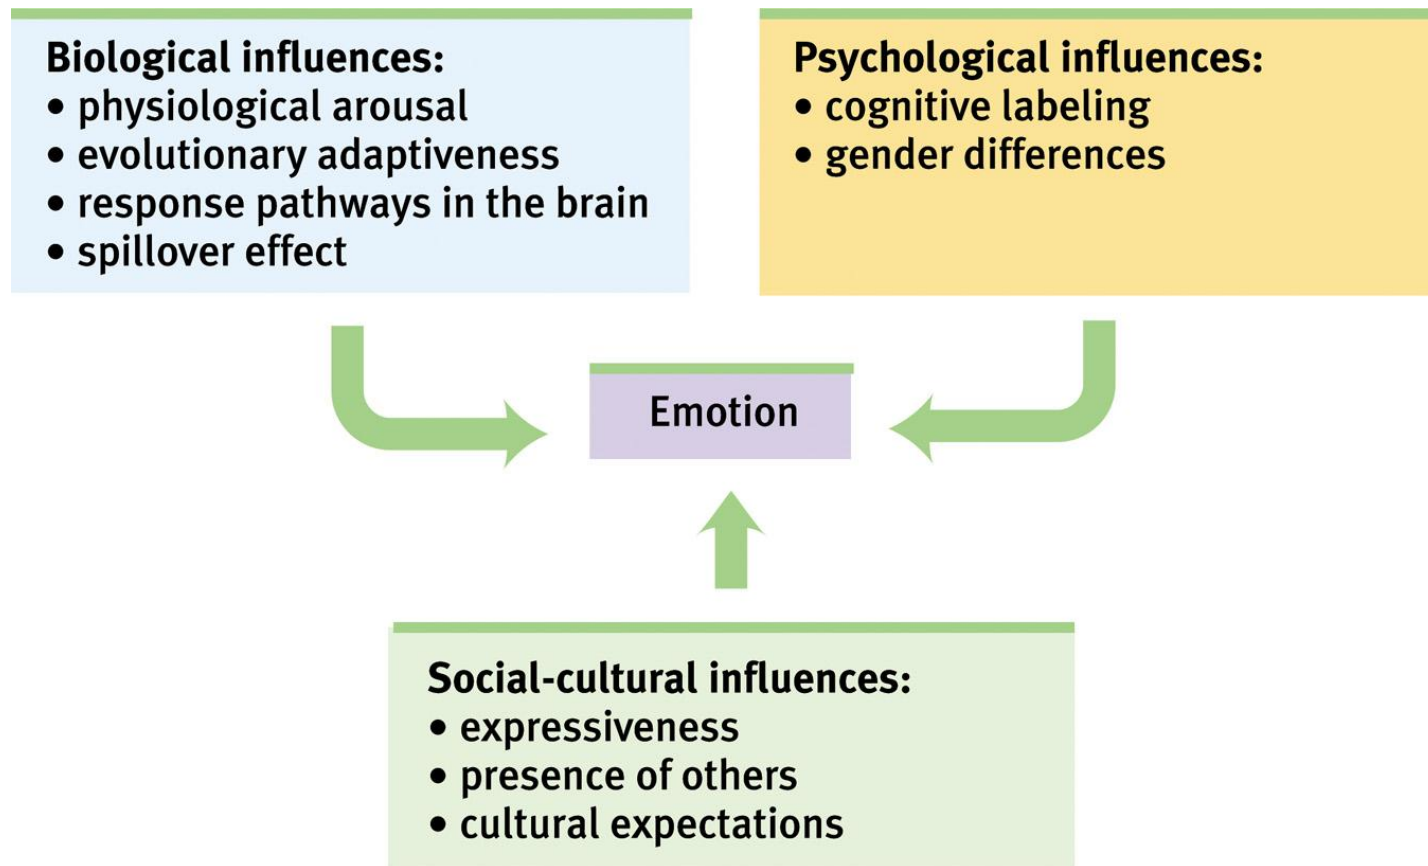 Biological influences:
• physiological arousal
• evolutionary adaptiveness
• response pathways in the brain
• spillover effect
Psychological influences:
• cognitive labeling
• gender differences
Emotion
Social-cultural influences:
• expressiveness
• presence of others
• cultural expectations